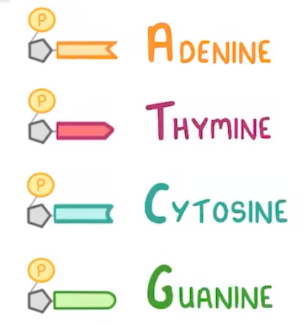 P
ADENINE
P
THYMINE
P
CYTOSINE
P
GUANINE